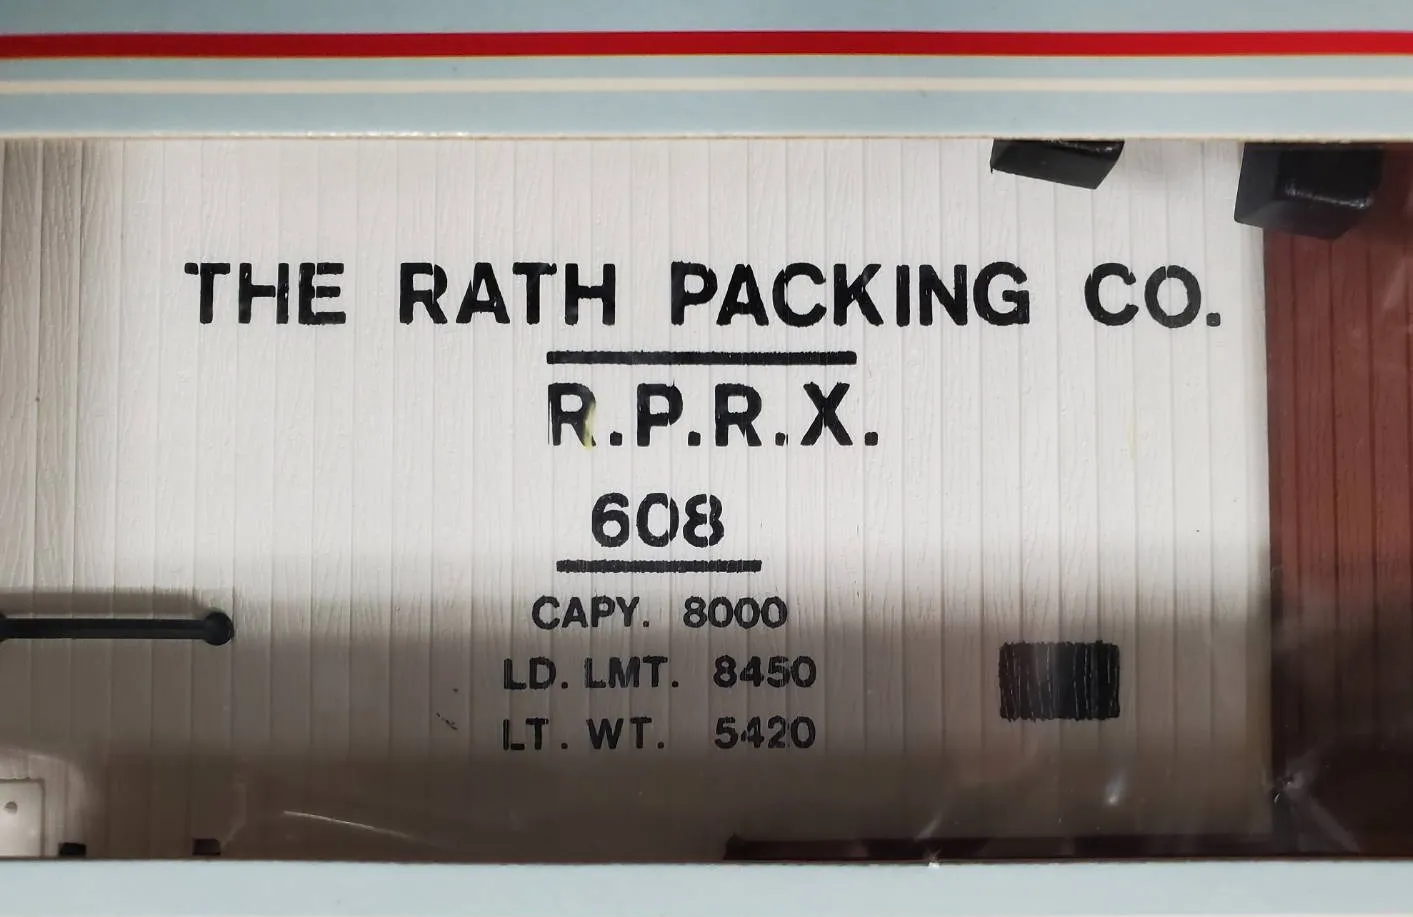 THE RATH PACKING CO.
R.P.R.X.
608
CAPY. 8000
LD. LMT. 8450
LT. WT. 5420